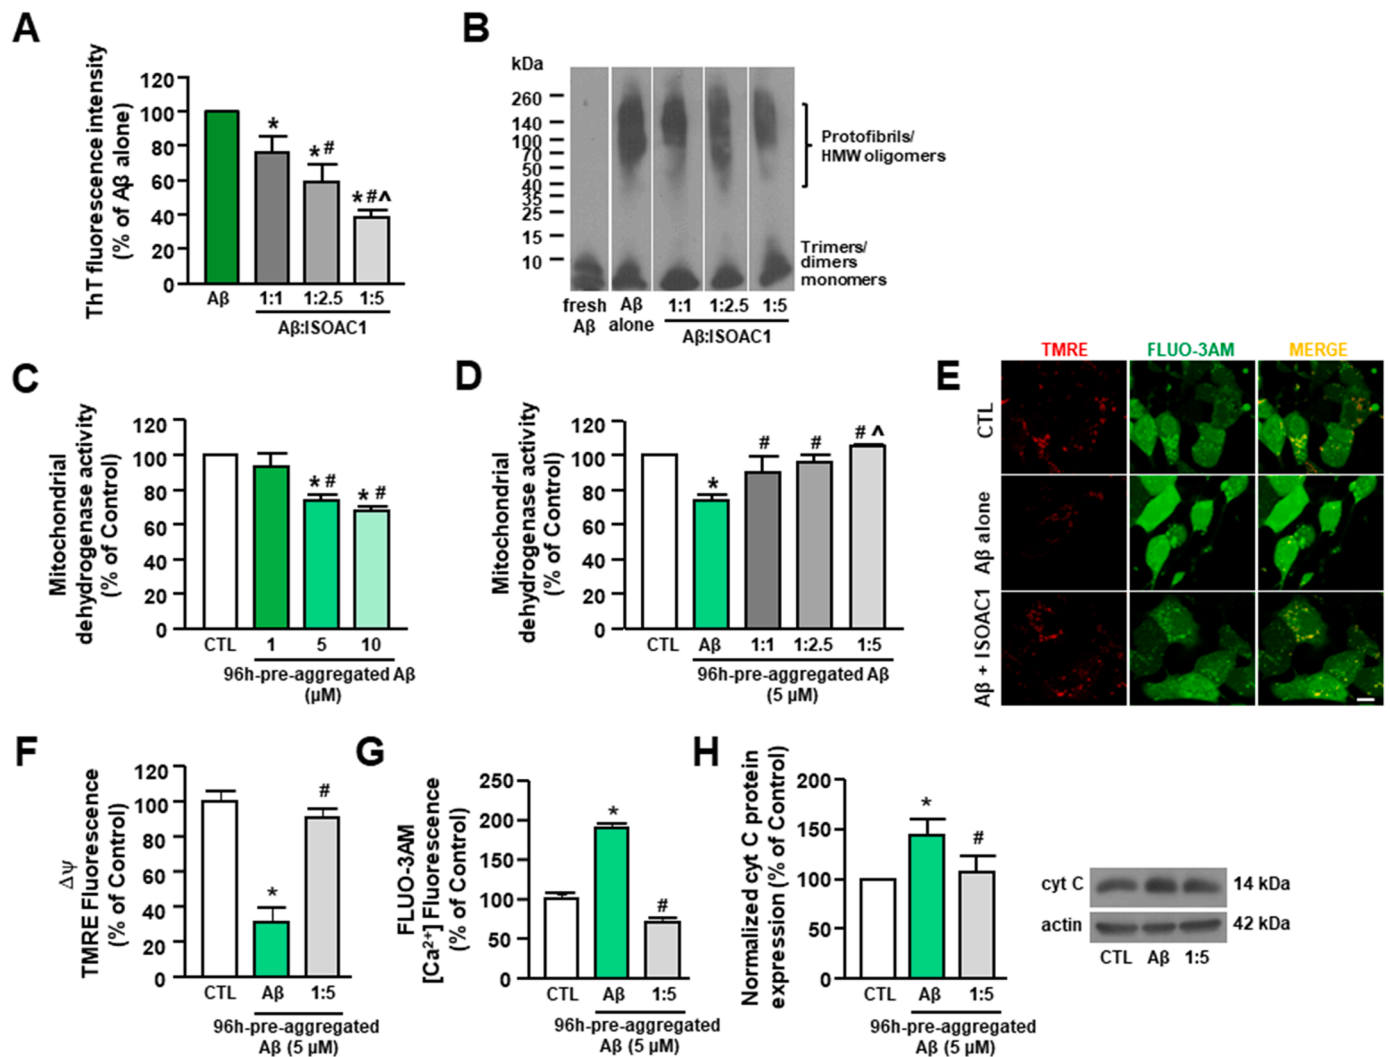 A
ThT fluorescence intensity
(% of Aβ alone)
120
100
80
60
40
20
0
*
*#
*#^
Aβ
1:1
1:2.5
1:5
Aβ:ISOAC1
B
kDa
260
140
100
70
50
40
35
25
15
10
Protofibrils/
HMW oligomers
Trimers/
dimers
monomers
fresh
Aβ
Aβ
alone
1:1
1:2.5
1:5
Aβ:ISOAC1
C
Mitochondrial
dehydrogenase activity
(% of Control)
120
100
80
60
40
20
0
*#
*#
CTL
1
5
10
96h-pre-aggregated Aβ
(µM)
D
Mitochondrial
dehydrogenase activity
(% of Control)
120
100
80
60
40
20
0
*
#
#
#^
CTL
Aβ
1:1
1:2.5
1:5
96h-pre-aggregated Aβ
(5 µM)
E
TMRE
FLUO-3AM
MERGE
CTL
Aβ alone
Aβ + ISOAC1
F
Δψ
TMRE Fluorescence
(% of Control)
120
100
80
60
40
20
0
*
#
CTL
Aβ
1:5
96h-pre-aggregated
Aβ (5 µM)
G
FLUO-3AM
[Ca²⁺] Fluorescence
(% of Control)
250
200
150
100
50
0
*
#
CTL
Aβ
1:5
96h-pre-aggregated
Aβ (5 µM)
H
Normalized cyt C protein
expression (% of Control)
200
150
100
50
0
*
#
CTL
Aβ
1:5
96h-pre-aggregated
Aβ (5 µM)
cyt C
14 kDa
actin
42 kDa
CTL
Aβ
1:5